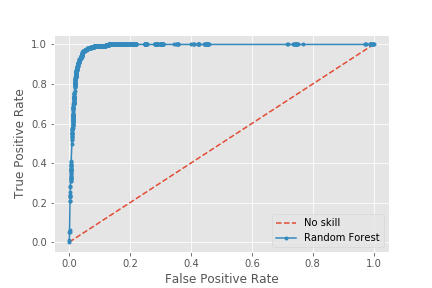 1.0
0.8
0.6
0.4
0.2
0.0
True Positive Rate
No skill
Random Forest
0.0 0.2 0.4 0.6 0.8 1.0
False Positive Rate